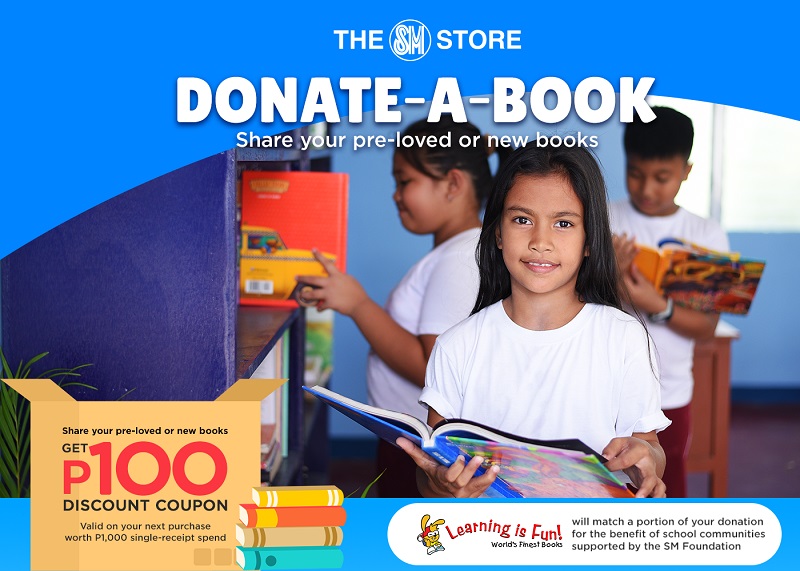 THE SM STORE
DONATE-A-BOOK
Share your pre-loved or new books
Share your pre-loved or new books
GET
P100
DISCOUNT COUPON
Valid on your next purchase
worth P1,000 single-receipt spend
Learning is Fun!
World's Finest Books
will match a portion of your donation
for the benefit of school communities
supported by the SM Foundation